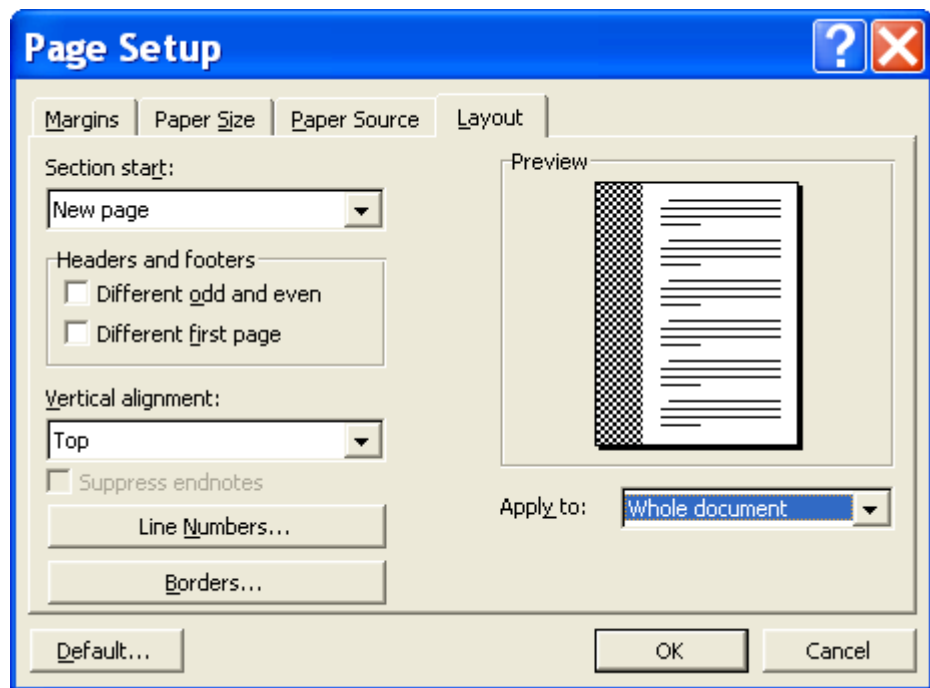 Page Setup
Margins
Paper Size
Paper Source
Layout
Section start:
New page
Headers and footers
Different odd and even
Different first page
Vertical alignment:
Top
Suppress endnotes
Line Numbers...
Borders...
Preview
Apply to:
Whole document
Default...
OK
Cancel